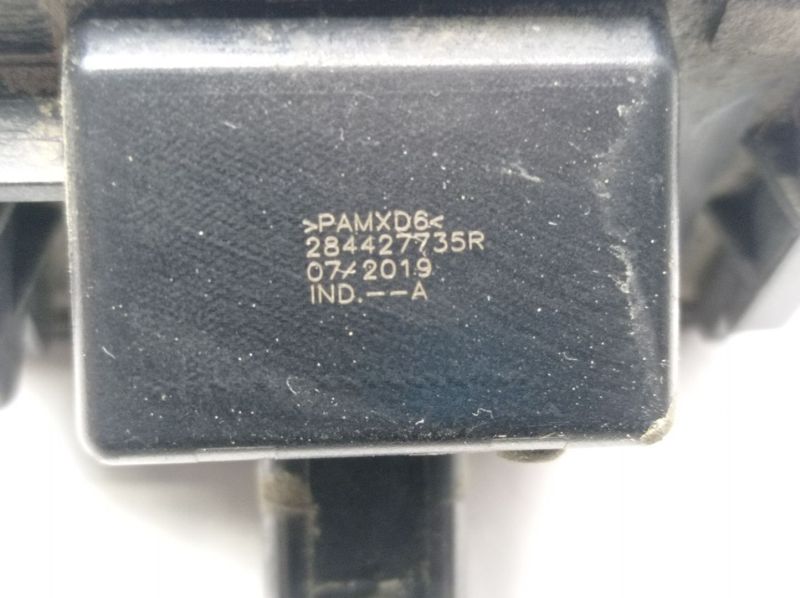 >PAMXD6<
284427735R
07/2019
IND.--A